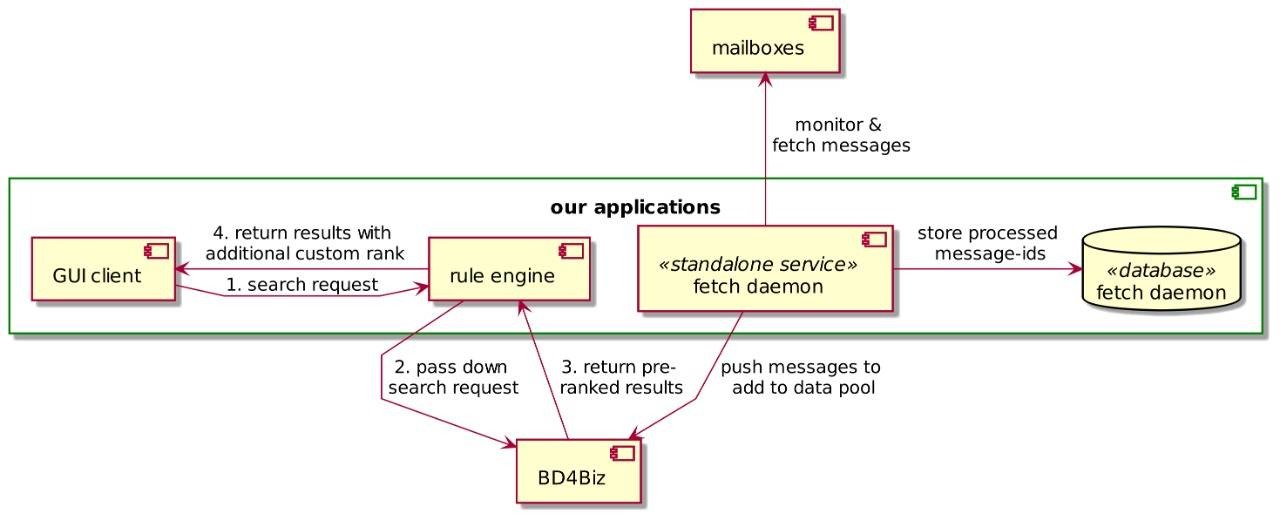 mailboxes
monitor &
fetch messages
our applications
GUI client
4. return results with
additional custom rank
1. search request
rule engine
«standalone service»
fetch daemon
store processed
message-ids
«database»
fetch daemon
2. pass down
search request
3. return pre-
ranked results
push messages to
add to data pool
BD4Biz